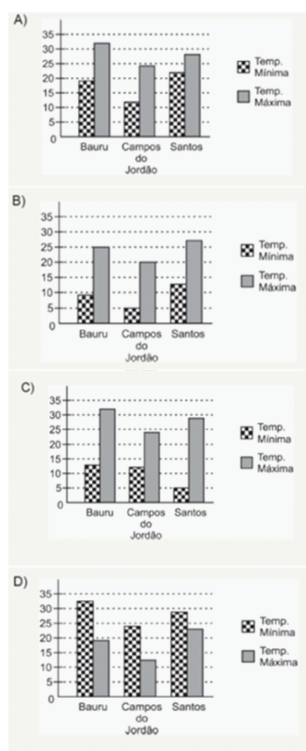 A)
35
30
25
20
15
10
5
0
Bauru
Campos
do
Jordão
Santos
Temp.
Mínima
Temp.
Máxima
B)
35
30
25
20
15
10
5
0
Bauru
Campos
do
Jordão
Santos
Temp.
Mínima
Temp.
Máxima
C)
35
30
25
20
15
10
5
0
Bauru
Campos
do
Jordão
Santos
Temp.
Mínima
Temp.
Máxima
D)
35
30
25
20
15
10
5
0
Bauru
Campos
do
Jordão
Santos
Temp.
Mínima
Temp.
Máxima